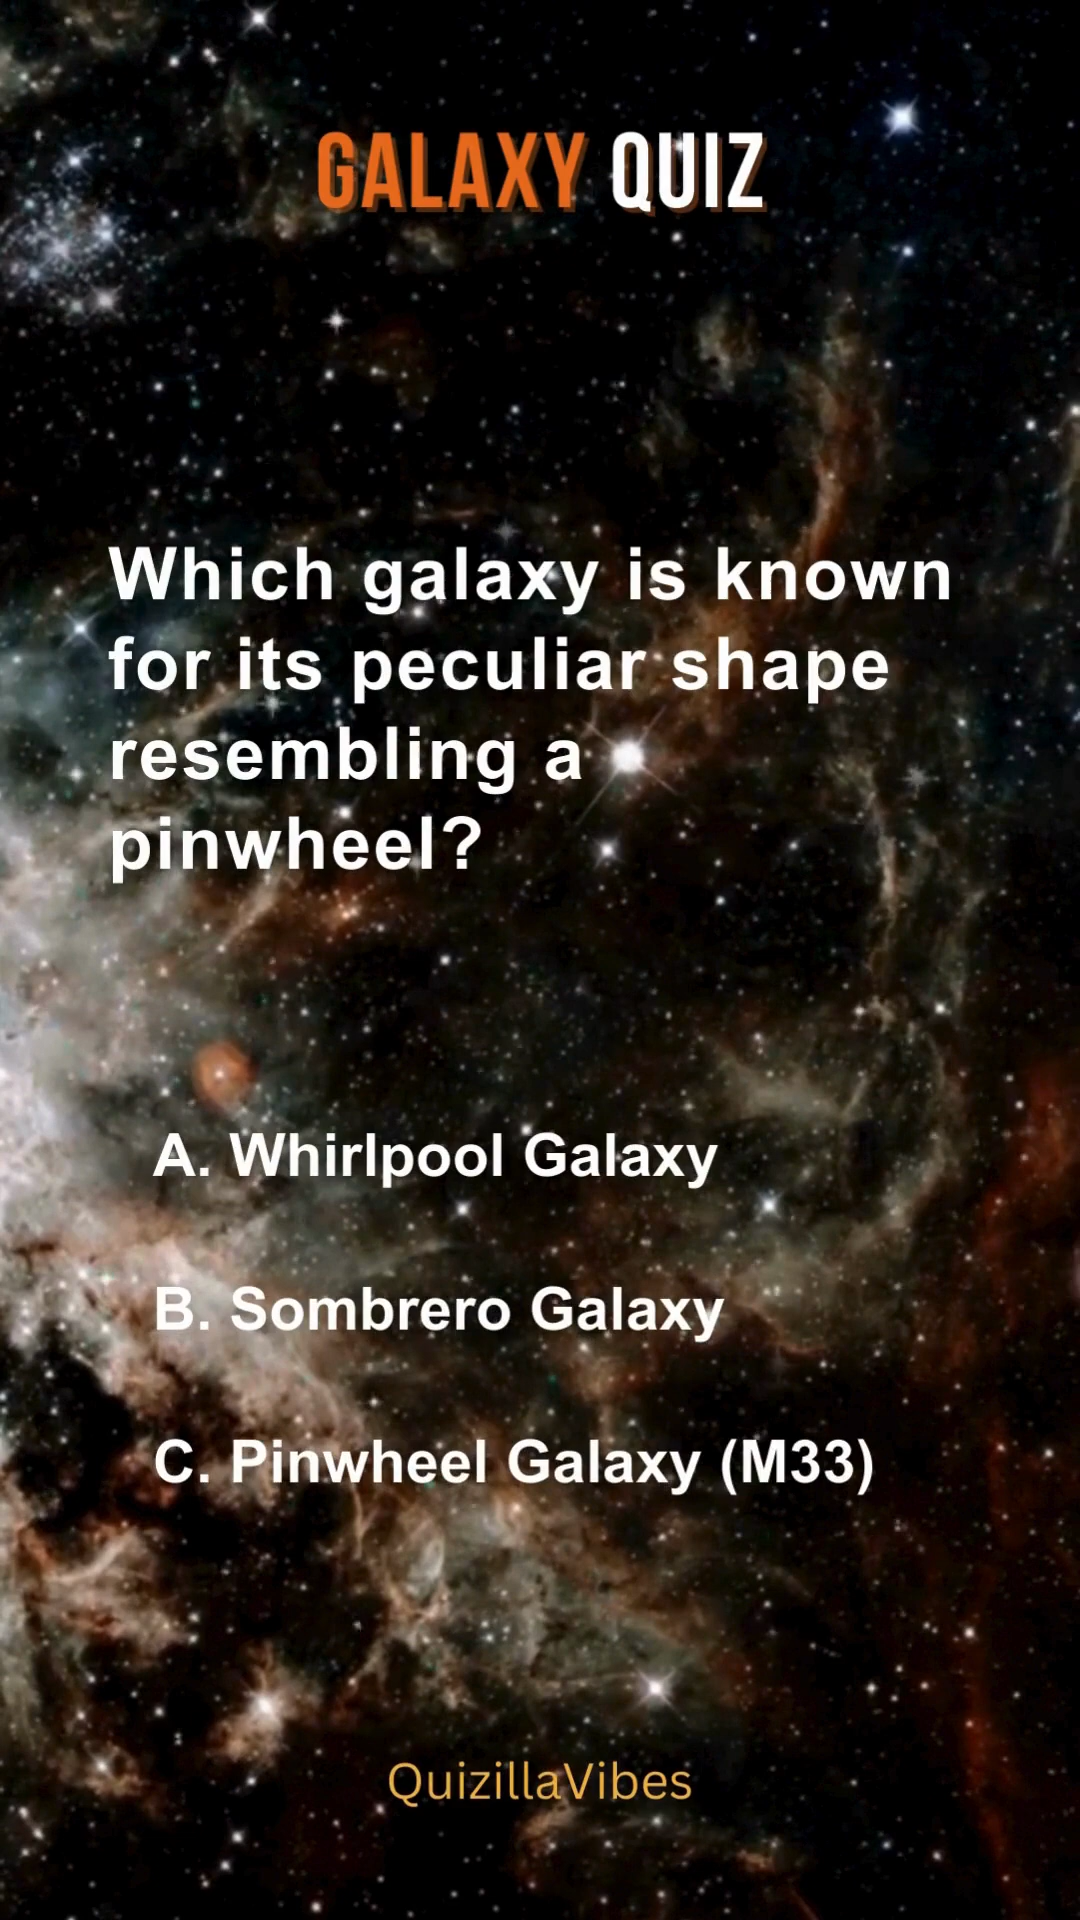 GALAXY QUIZ
Which galaxy is known
for its peculiar shape
resembling a
pinwheel?
A. Whirlpool Galaxy
B. Sombrero Galaxy
C. Pinwheel Galaxy (M33)
QuizillaVibes